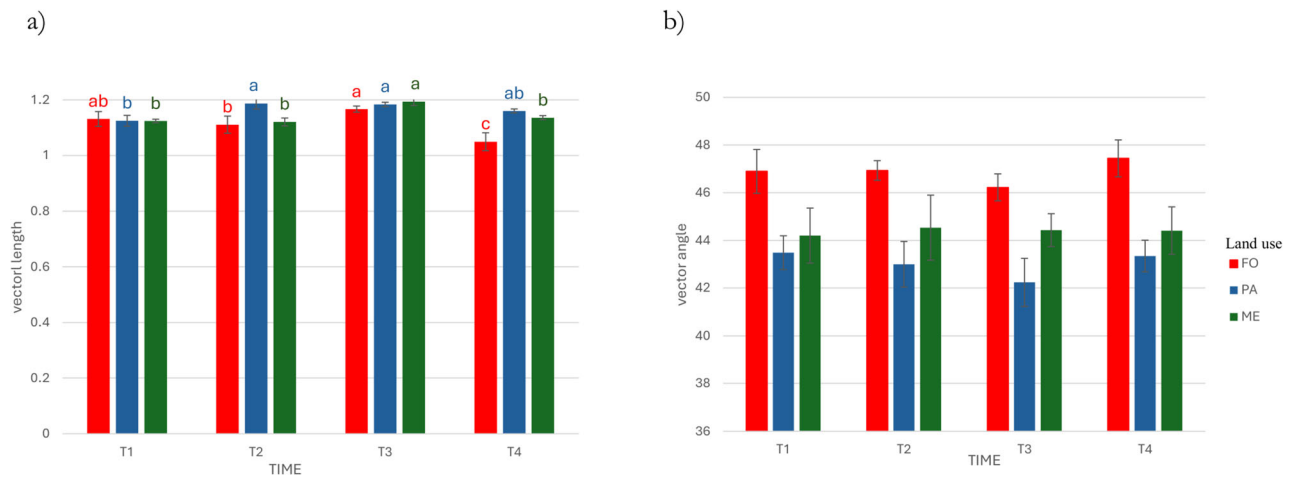 a)
ab
b
b
b
a
b
a
a
a
c
ab
b
1.2
1
0.8
0.6
0.4
0.2
0
vectorl length
T1
T2
T3
T4
TIME
b)
50
48
46
44
42
40
38
36
vector angle
T1
T2
T3
T4
TIME
Land use
FO
PA
ME